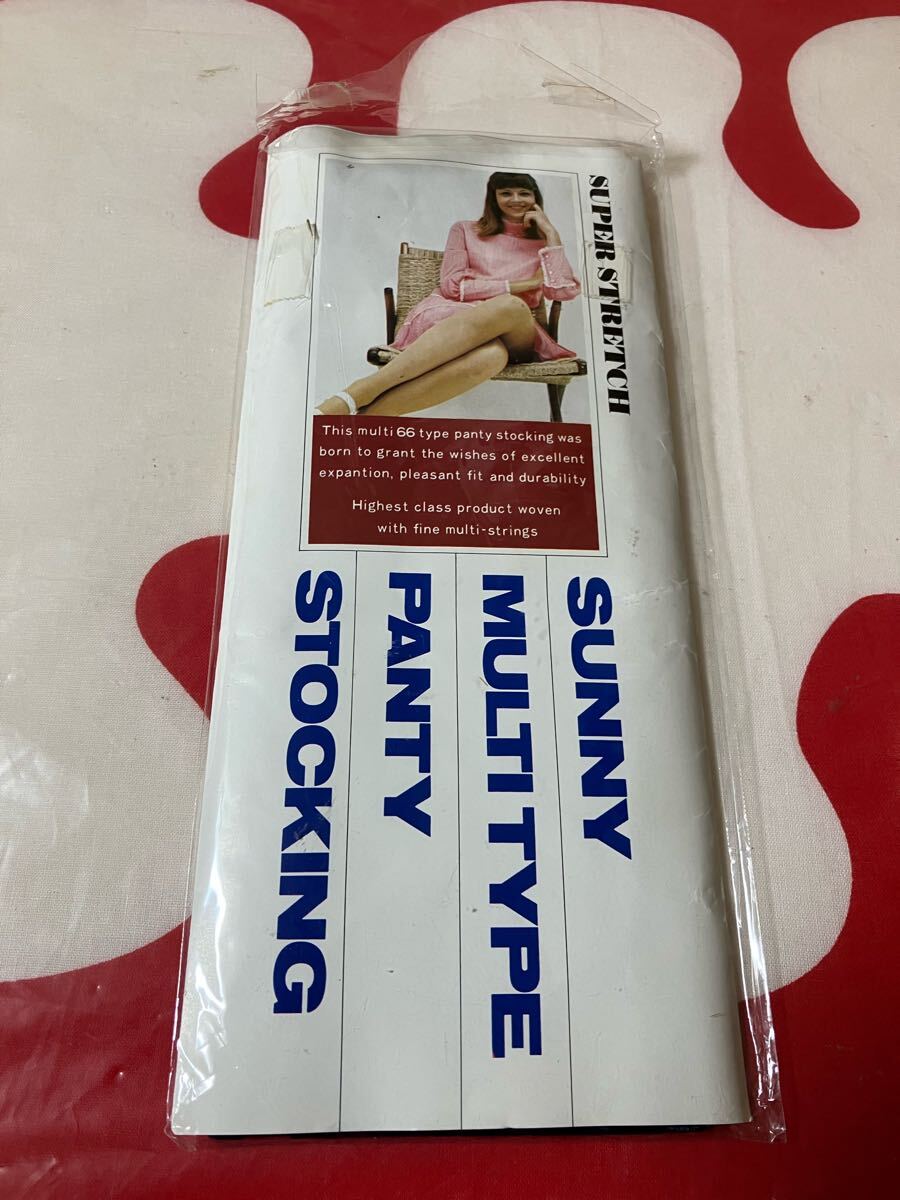 SUPER STRETCH
This multi 66 type panty stocking was
born to grant the wishes of excellent
expantion, pleasant fit and durability
Highest class product woven
with fine multi-strings
SUNNY
MULTI TYPE
PANTY
STOCKING